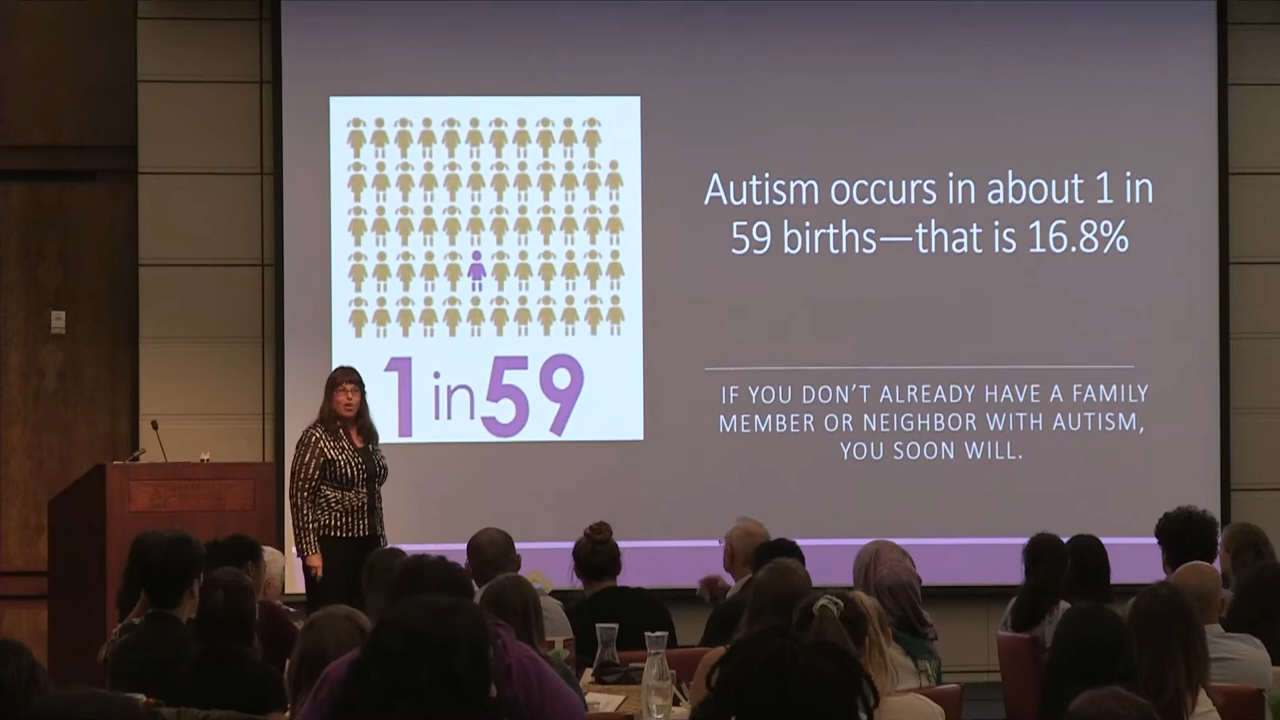 Autism occurs in about 1 in
59 births—that is 16.8%
1 in 59
IF YOU DON'T ALREADY HAVE A FAMILY
MEMBER OR NEIGHBOR WITH AUTISM,
YOU SOON WILL.